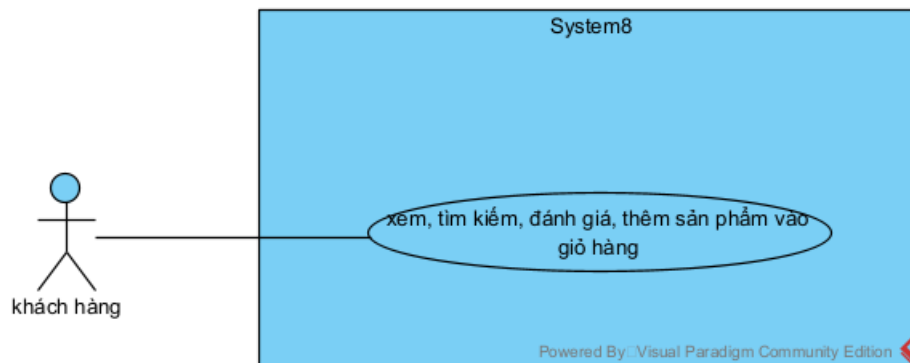 System8
xem, tìm kiếm, đánh giá, thêm sản phẩm vào
giỏ hàng
khách hàng
Powered By Visual Paradigm Community Edition